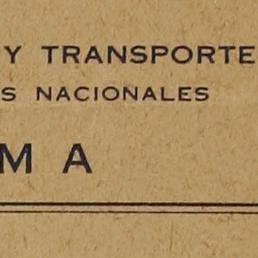 Y TRANSPORTE
S NACIONALES
M A